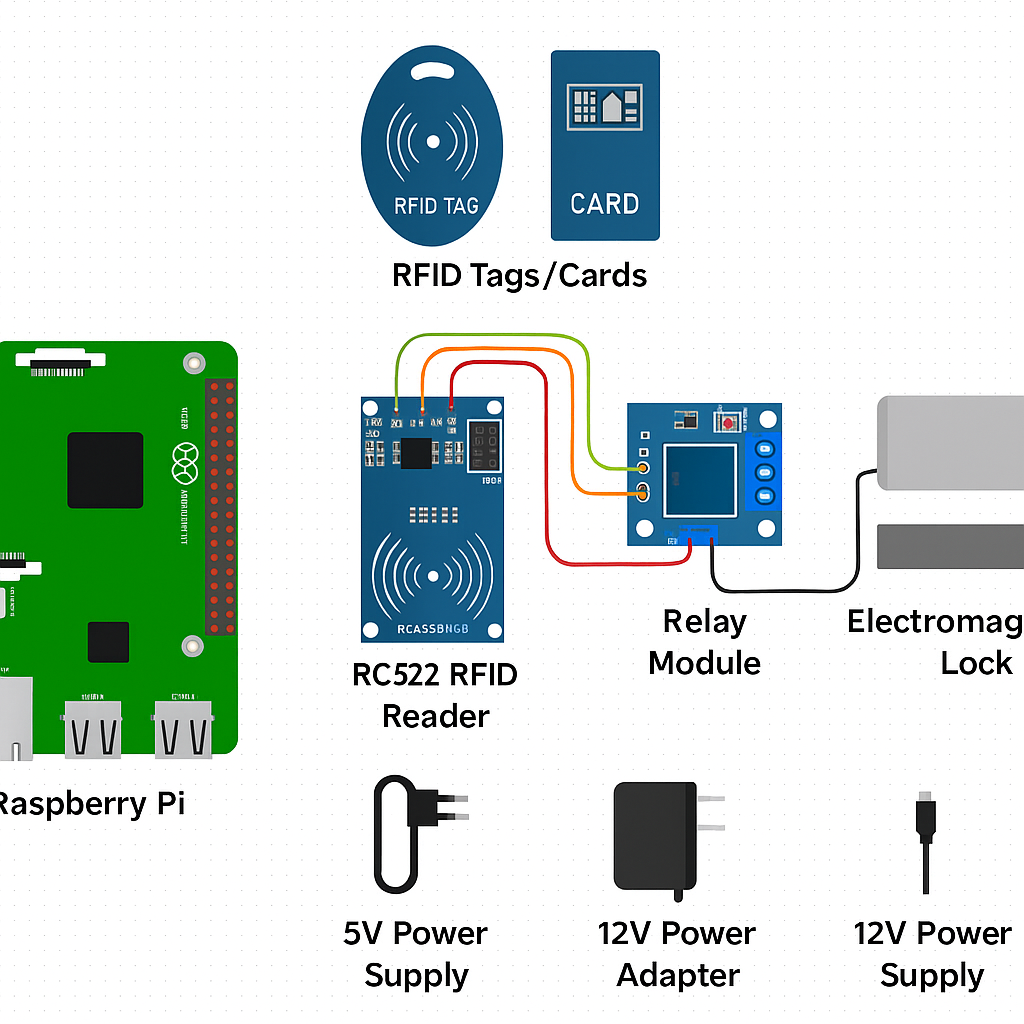 RFID TAG
CARD
RFID Tags/Cards
RCASSBNGB
RC522 RFID
Reader
Relay
Module
Electromag
Lock
Raspberry Pi
5V Power
Supply
12V Power
Adapter
12V Power
Supply